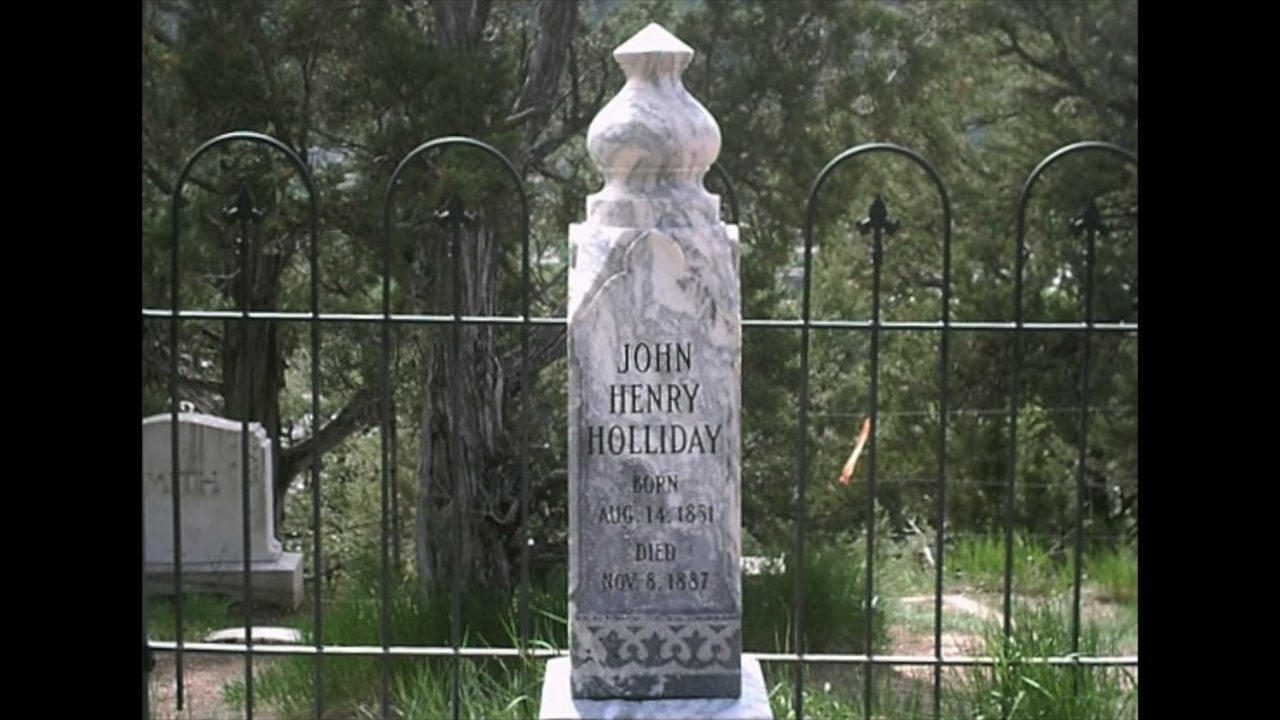 JOHN
HENRY
HOLLIDAY
BORN
AUG. 14, 1851
DIED
NOV. 8, 1887